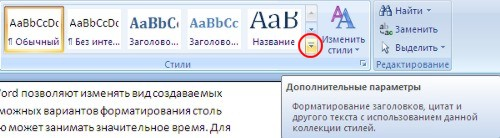 AaBbCcDc AaBbCcDc AaBbCc AaBbCc АаВ
¶ Обычный ¶ Без инте... Заголово... Заголово... Название
Изменить стили
Стили
Найти
Заменить
Выделить
Редактирование
Word позволяют изменять вид создаваемых
можных вариантов форматирования столь
ю может занимать значительное время. Для
Дополнительные параметры
Форматирование заголовков, цитат и
другого текста с использованием данной
коллекции стилей.